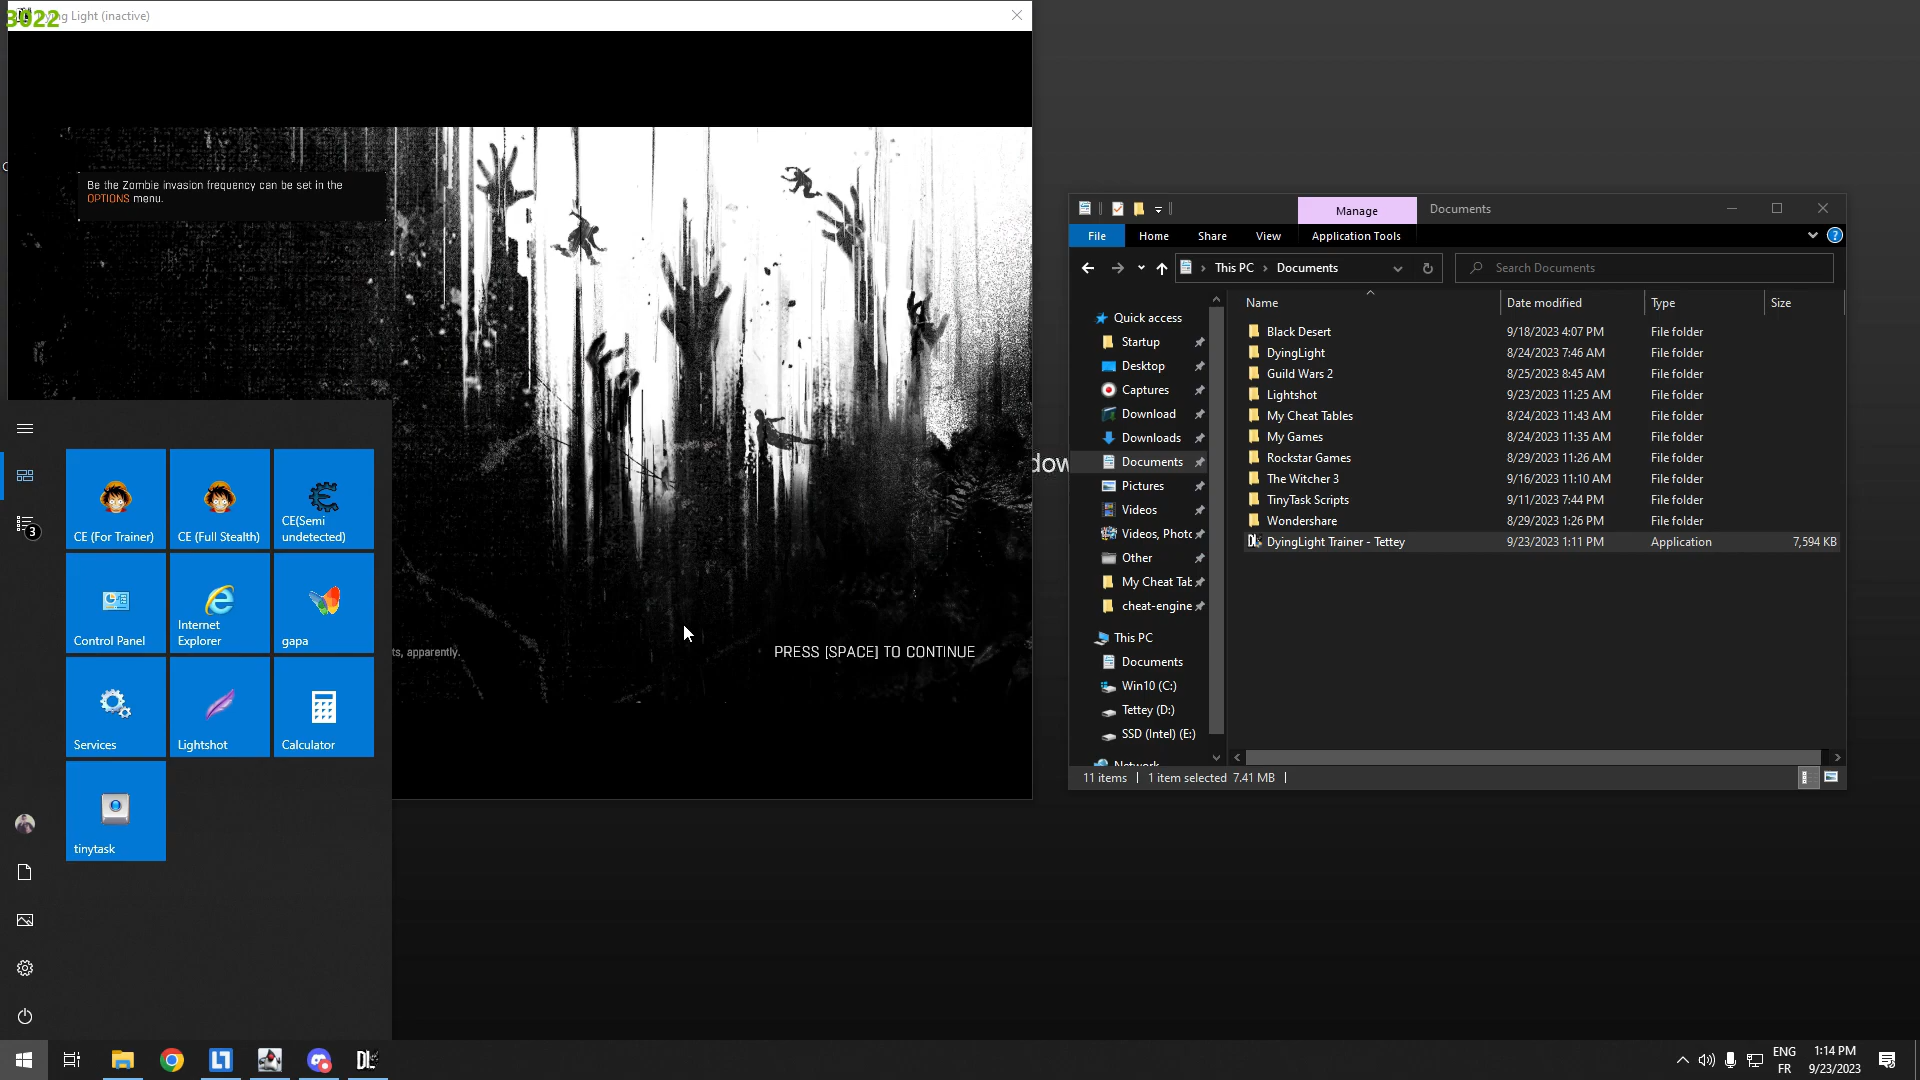 3022
ing Light (inactive)
Be the Zombie invasion frequency can be set in the
OPTIONS menu.
ts, apparently.
PRESS [SPACE] TO CONTINUE
dow
3
CE (For Trainer)
CE (Full Stealth)
CE(Semi
undetected)
Control Panel
Internet
Explorer
gapa
Services
Lightshot
Calculator
tinytask
Manage
Documents
File
Home
Share
View
Application Tools
This PC
Documents
Search Documents
Name
Date modified
Type
Size
Quick access
Startup
Desktop
Captures
Download
Downloads
Documents
Pictures
Videos
Videos, Photo
Other
My Cheat Tab
cheat-engine
This PC
Documents
Win10 (C:)
Tettey (D:)
SSD (Intel) (E:)
Network
Black Desert 9/18/2023 4:07 PM File folder
DyingLight 8/24/2023 7:46 AM File folder
Guild Wars 2 8/25/2023 8:45 AM File folder
Lightshot 9/23/2023 11:25 AM File folder
My Cheat Tables 8/24/2023 11:43 AM File folder
My Games 8/24/2023 11:35 AM File folder
Rockstar Games 8/29/2023 11:26 AM File folder
The Witcher 3 9/16/2023 11:10 AM File folder
TinyTask Scripts 9/11/2023 7:44 PM File folder
Wondershare 8/29/2023 1:26 PM File folder
DyingLight Trainer - Tettey 9/23/2023 1:11 PM Application 7,594 KB
11 items
1 item selected 7.41 MB
ENG
FR
1:14 PM
9/23/2023